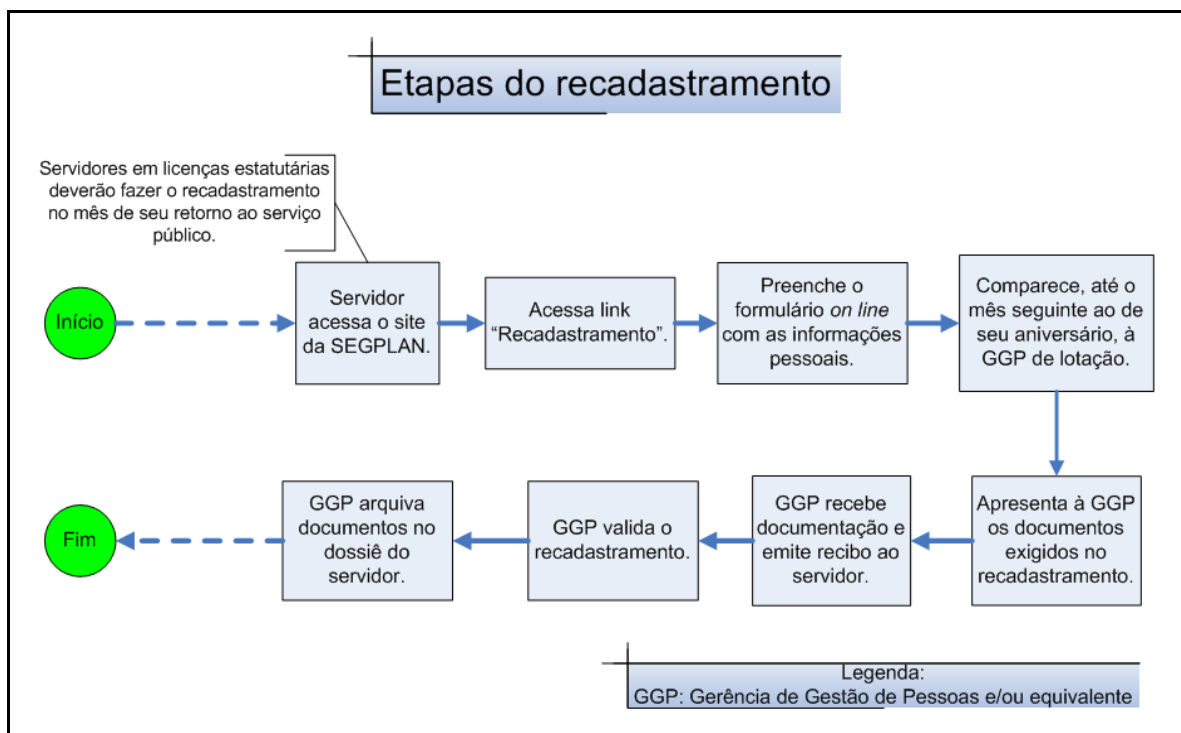 Etapas do recadastramento
Servidores em licenças estatutárias
deverão fazer o recadastramento
no mês de seu retorno ao serviço
público.
Início
Servidor
acessa o site
da SEGPLAN.
Acessa link
“Recadastramento”.
Preenche o
formulário on line
com as informações
pessoais.
Comparece, até o
mês seguinte ao de
seu aniversário, à
GGP de lotação.
Apresenta à GGP
os documentos
exigidos no
recadastramento.
GGP recebe
documentação e
emite recibo ao
servidor.
GGP valida o
recadastramento.
GGP arquiva
documentos no
dossiê do
servidor.
Fim
Legenda:
GGP: Gerência de Gestão de Pessoas e/ou equivalente